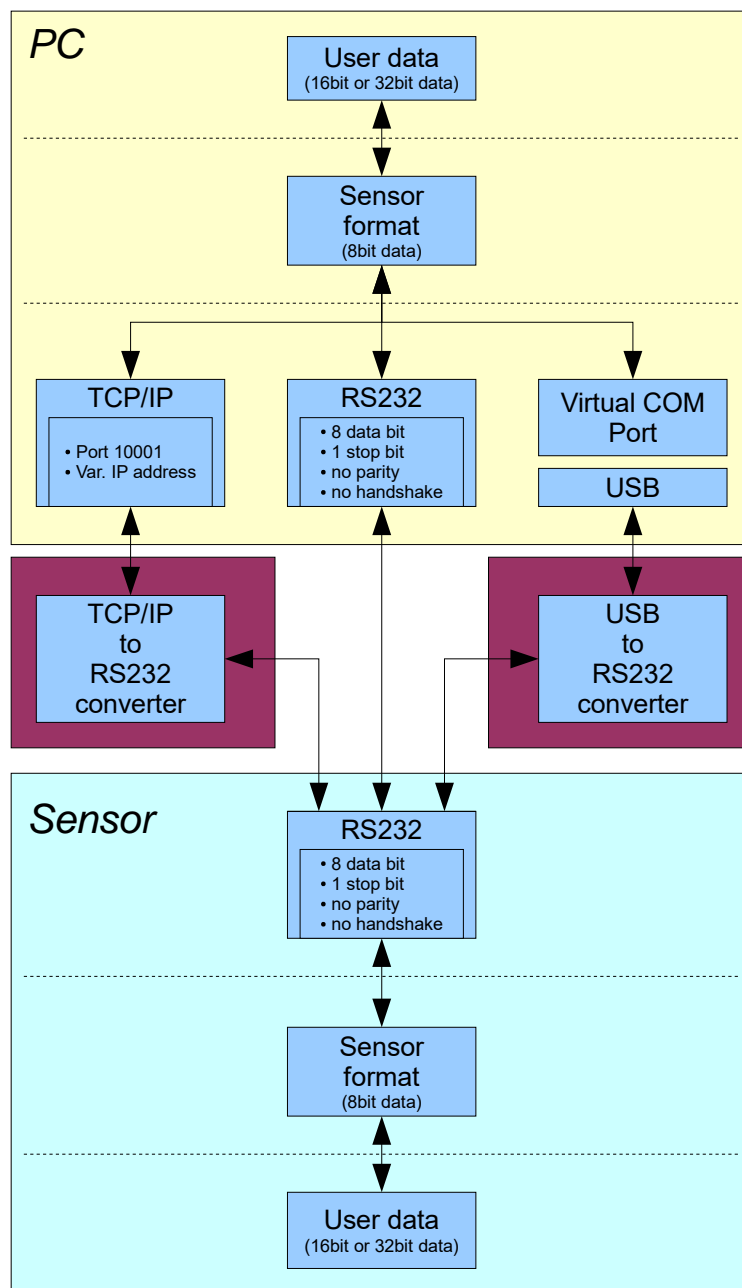 PC
User data
(16bit or 32bit data)
Sensor
format
(8bit data)
TCP/IP
• Port 10001
• Var. IP address
RS232
• 8 data bit
• 1 stop bit
• no parity
• no handshake
Virtual COM
Port
USB
TCP/IP
to
RS232
converter
USB
to
RS232
converter
Sensor
RS232
• 8 data bit
• 1 stop bit
• no parity
• no handshake
Sensor
format
(8bit data)
User data
(16bit or 32bit data)